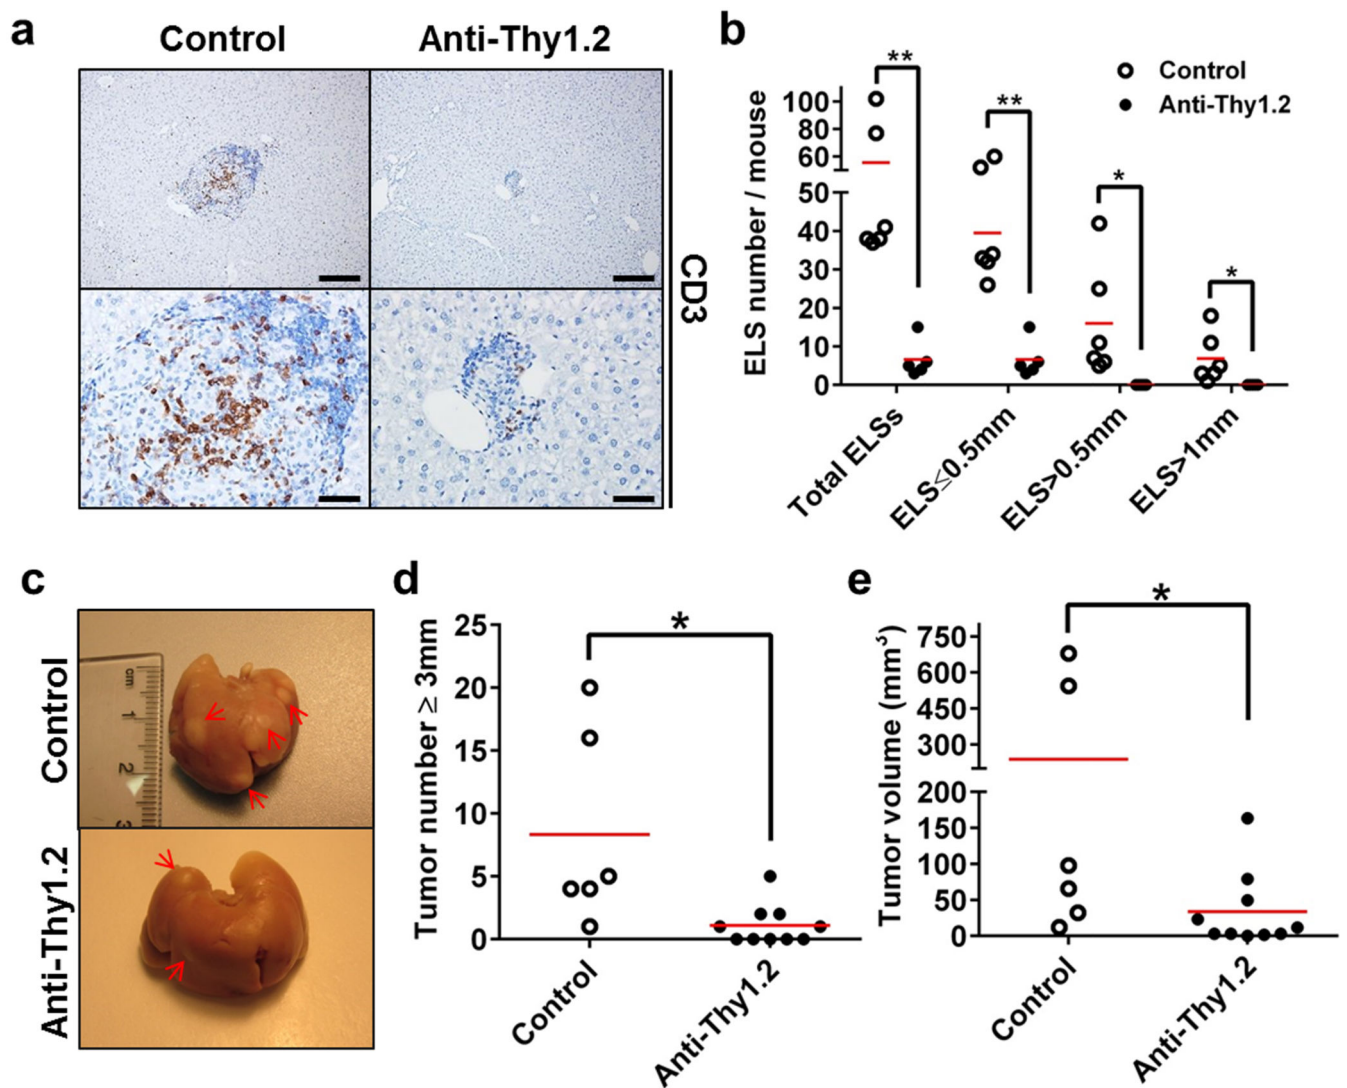 a
Control
Anti-Thy1.2
CD3
b
Control
Anti-Thy1.2
ELS number / mouse
100
80
60
50
40
30
20
10
0
**
**
*
*
Total ELSs
ELS≤0.5mm
ELS>0.5mm
ELS>1mm
c
Control
Anti-Thy1.2
cm
1
2
3
d
Tumor number ≥ 3mm
25
20
15
10
5
0
*
Control
Anti-Thy1.2
e
Tumor volume (mm³)
750
600
450
300
200
150
100
50
0
*
Control
Anti-Thy1.2